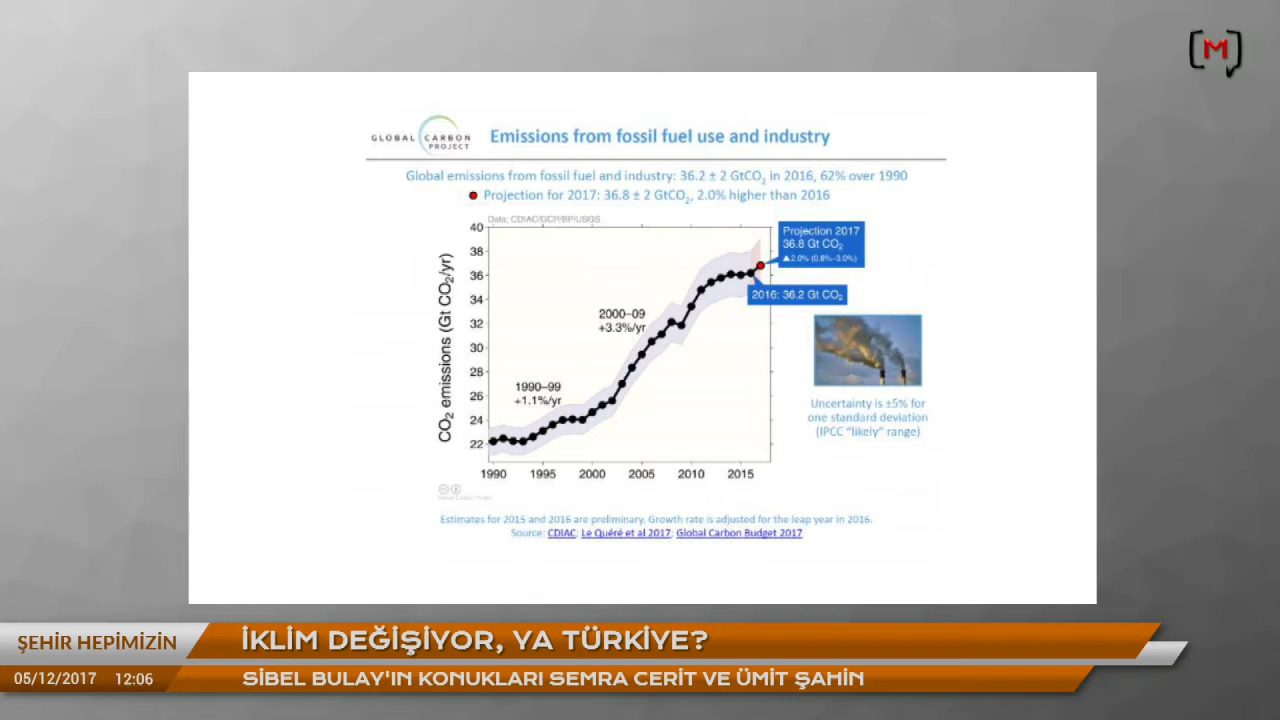 [M]
GLOBAL CARBON
PROJECT
Emissions from fossil fuel use and industry
Global emissions from fossil fuel and industry: 36.2 ± 2 GtCO₂ in 2016, 62% over 1990
Projection for 2017: 36.8 ± 2 GtCO₂, 2.0% higher than 2016
Data: CDIAC/GCP/BP/USGS
CO₂ emissions (Gt CO₂/yr)
40
38
36
34
32
30
28
26
24
22
1990 1995 2000 2005 2010 2015
1990–99
+1.1%/yr
2000–09
+3.3%/yr
Projection 2017
36.8 Gt CO₂
▲2.0% (0.8%–3.0%)
2016: 36.2 Gt CO₂
Uncertainty is ±5% for
one standard deviation
(IPCC “likely” range)
Global Carbon Project
Estimates for 2015 and 2016 are preliminary. Growth rate is adjusted for the leap year in 2016.
Source: CDIAC; Le Quéré et al 2017; Global Carbon Budget 2017
ŞEHİR HEPİMİZİN
İKLİM DEĞİŞİYOR, YA TÜRKİYE?
05/12/2017 12:06
SİBEL BULAY'IN KONUKLARI SEMRA CERİT VE ÜMİT ŞAHİN